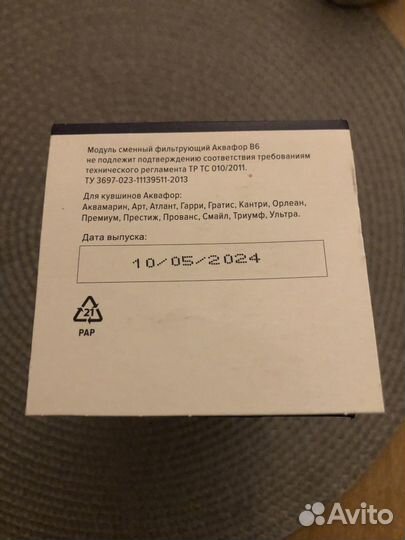 Модуль сменный фильтрующий Аквафор В6
не подлежит подтверждению соответствия требованиям
технического регламента ТР ТС 010/2011.
ТУ 3697-023-11139511-2013
Для кувшинов Аквафор:
Аквамарин, Арт, Атлант, Гарри, Гратис, Кантри, Орлеан,
Премиум, Престиж, Прованс, Смайл, Триумф, Ультра.
Дата выпуска:
10/05/2024
21
PAP
Avito